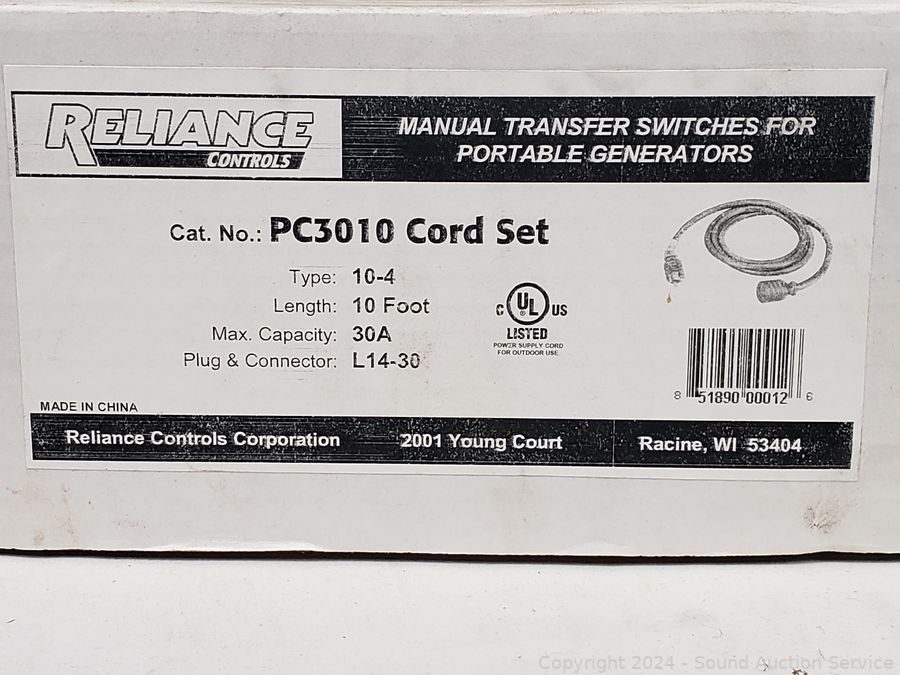 RELIANCE
CONTROLS
MANUAL TRANSFER SWITCHES FOR
PORTABLE GENERATORS
Cat. No.: PC3010 Cord Set
Type: 10-4
Length: 10 Foot
Max. Capacity: 30A
Plug & Connector: L14-30
C UL US
®
LISTED
POWER SUPPLY CORD
FOR OUTDOOR USE
8 51890 00012 6
MADE IN CHINA
Reliance Controls Corporation 2001 Young Court Racine, WI 53404
Copyright 2024 - Sound Auction Service